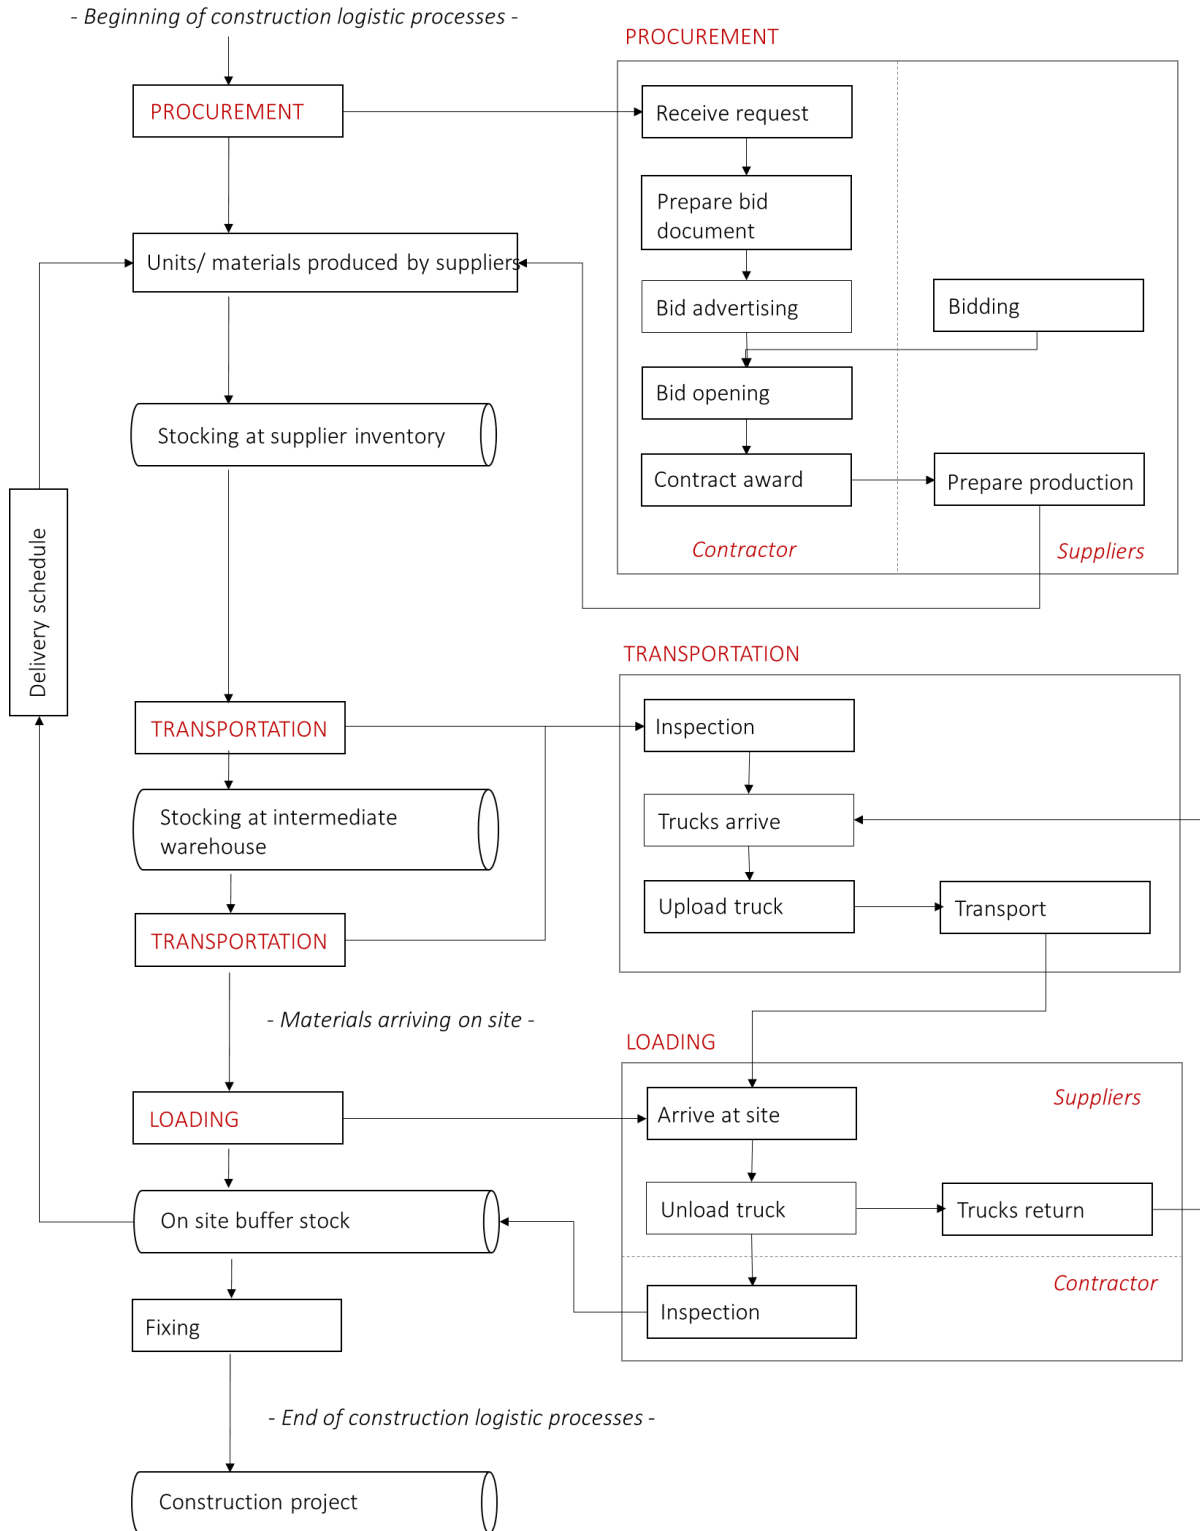 - Beginning of construction logistic processes -
PROCUREMENT
PROCUREMENT
Receive request
Prepare bid
document
Units/ materials produced by suppliers
Bid advertising
Bidding
Bid opening
Stocking at supplier inventory
Contract award
Prepare production
Contractor
Suppliers
Delivery schedule
TRANSPORTATION
TRANSPORTATION
Inspection
Stocking at intermediate
warehouse
Trucks arrive
Upload truck
Transport
TRANSPORTATION
- Materials arriving on site -
LOADING
LOADING
Suppliers
Arrive at site
On site buffer stock
Unload truck
Trucks return
Contractor
Inspection
Fixing
- End of construction logistic processes -
Construction project